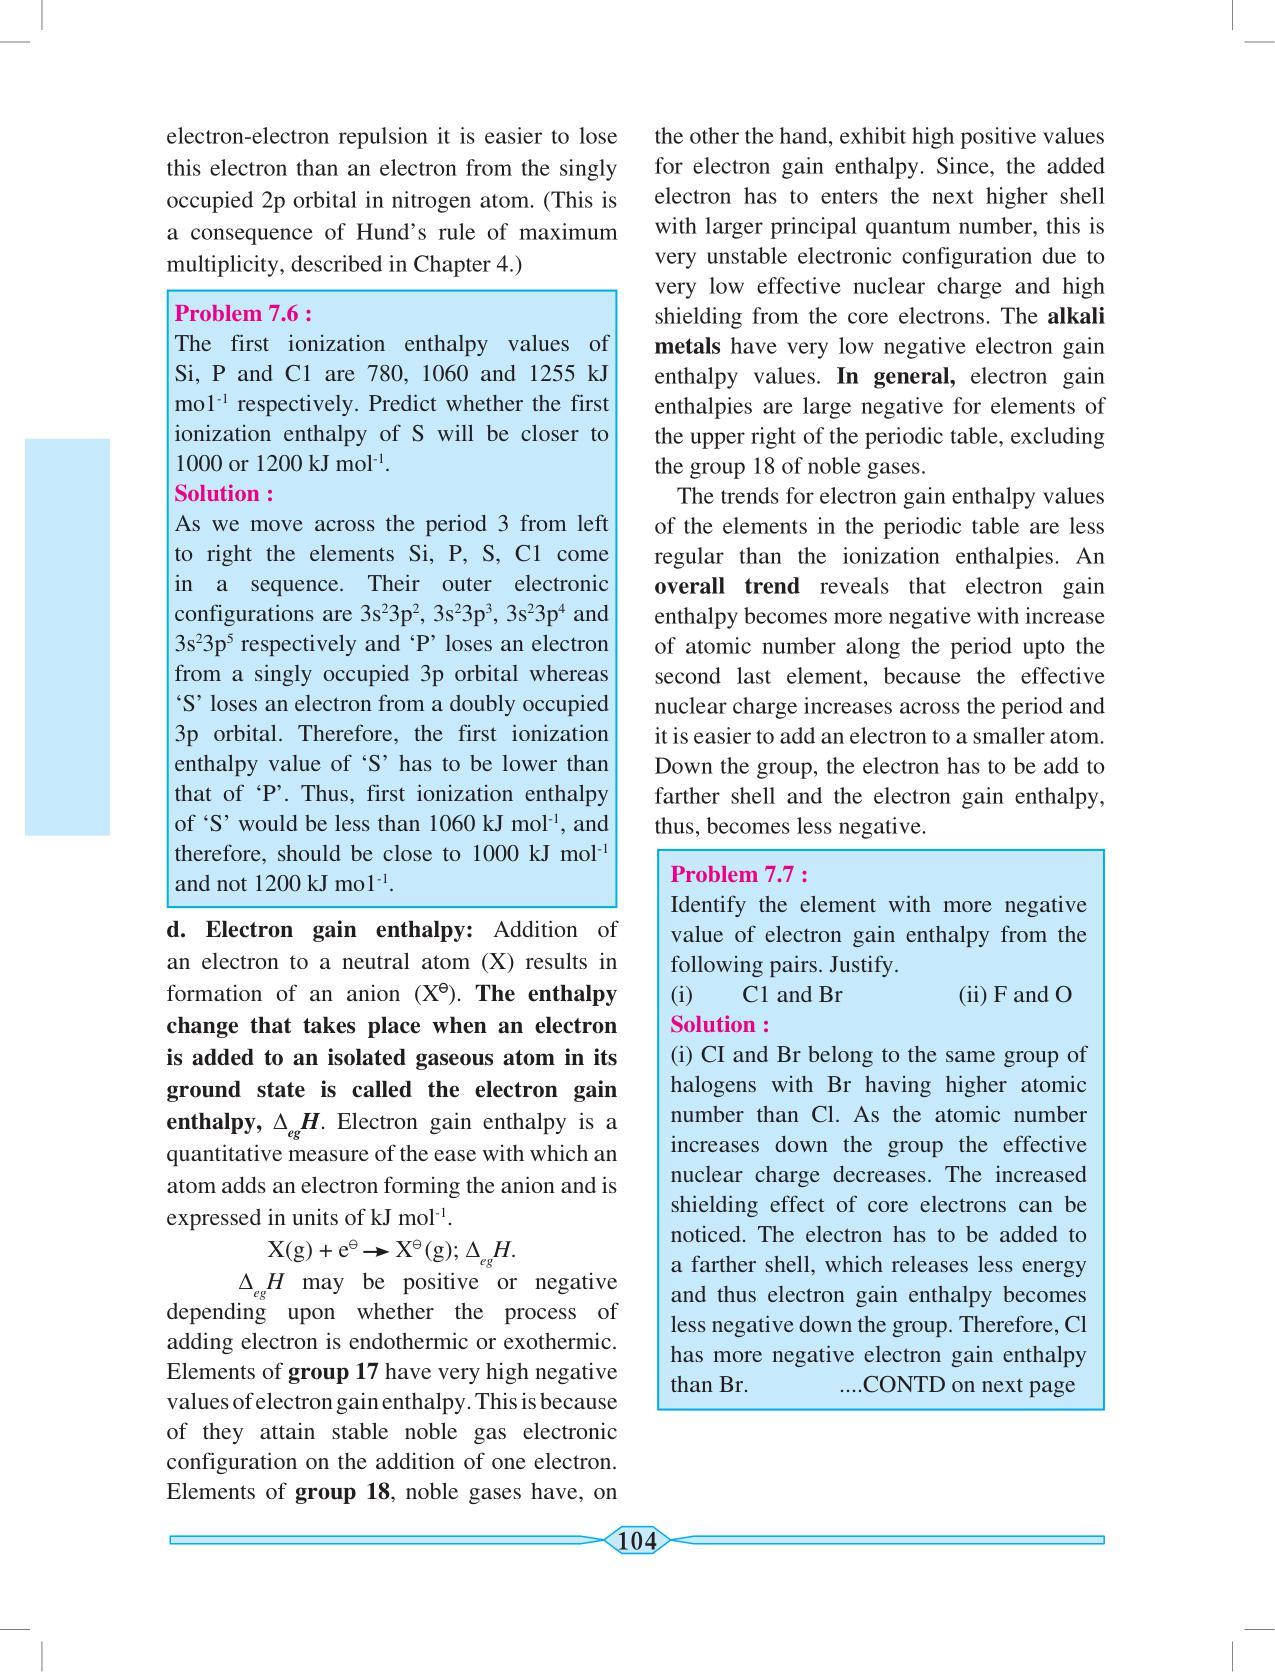 electron-electron repulsion it is easier to lose
this electron than an electron from the singly
occupied 2p orbital in nitrogen atom. (This is
a consequence of Hund’s rule of maximum
multiplicity, described in Chapter 4.)
Problem 7.6 :
The first ionization enthalpy values of
Si, P and C1 are 780, 1060 and 1255 kJ
mo1⁻¹ respectively. Predict whether the first
ionization enthalpy of S will be closer to
1000 or 1200 kJ mol⁻¹.
Solution :
As we move across the period 3 from left
to right the elements Si, P, S, C1 come
in a sequence. Their outer electronic
configurations are 3s²3p², 3s²3p³, 3s²3p⁴ and
3s²3p⁵ respectively and ‘P’ loses an electron
from a singly occupied 3p orbital whereas
‘S’ loses an electron from a doubly occupied
3p orbital. Therefore, the first ionization
enthalpy value of ‘S’ has to be lower than
that of ‘P’. Thus, first ionization enthalpy
of ‘S’ would be less than 1060 kJ mol⁻¹, and
therefore, should be close to 1000 kJ mol⁻¹
and not 1200 kJ mo1⁻¹.
d. Electron gain enthalpy: Addition of
an electron to a neutral atom (X) results in
formation of an anion (X⊖). The enthalpy
change that takes place when an electron
is added to an isolated gaseous atom in its
ground state is called the electron gain
enthalpy, ΔegH. Electron gain enthalpy is a
quantitative measure of the ease with which an
atom adds an electron forming the anion and is
expressed in units of kJ mol⁻¹.
X(g) + e⊖ → X⊖(g); ΔegH.
ΔegH may be positive or negative
depending upon whether the process of
adding electron is endothermic or exothermic.
Elements of group 17 have very high negative
values of electron gain enthalpy. This is because
of they attain stable noble gas electronic
configuration on the addition of one electron.
Elements of group 18, noble gases have, on
the other the hand, exhibit high positive values
for electron gain enthalpy. Since, the added
electron has to enters the next higher shell
with larger principal quantum number, this is
very unstable electronic configuration due to
very low effective nuclear charge and high
shielding from the core electrons. The alkali
metals have very low negative electron gain
enthalpy values. In general, electron gain
enthalpies are large negative for elements of
the upper right of the periodic table, excluding
the group 18 of noble gases.
The trends for electron gain enthalpy values
of the elements in the periodic table are less
regular than the ionization enthalpies. An
overall trend reveals that electron gain
enthalpy becomes more negative with increase
of atomic number along the period upto the
second last element, because the effective
nuclear charge increases across the period and
it is easier to add an electron to a smaller atom.
Down the group, the electron has to be add to
farther shell and the electron gain enthalpy,
thus, becomes less negative.
Problem 7.7 :
Identify the element with more negative
value of electron gain enthalpy from the
following pairs. Justify.
(i) C1 and Br (ii) F and O
Solution :
(i) CI and Br belong to the same group of
halogens with Br having higher atomic
number than Cl. As the atomic number
increases down the group the effective
nuclear charge decreases. The increased
shielding effect of core electrons can be
noticed. The electron has to be added to
a farther shell, which releases less energy
and thus electron gain enthalpy becomes
less negative down the group. Therefore, Cl
has more negative electron gain enthalpy
than Br. ....CONTD on next page
104